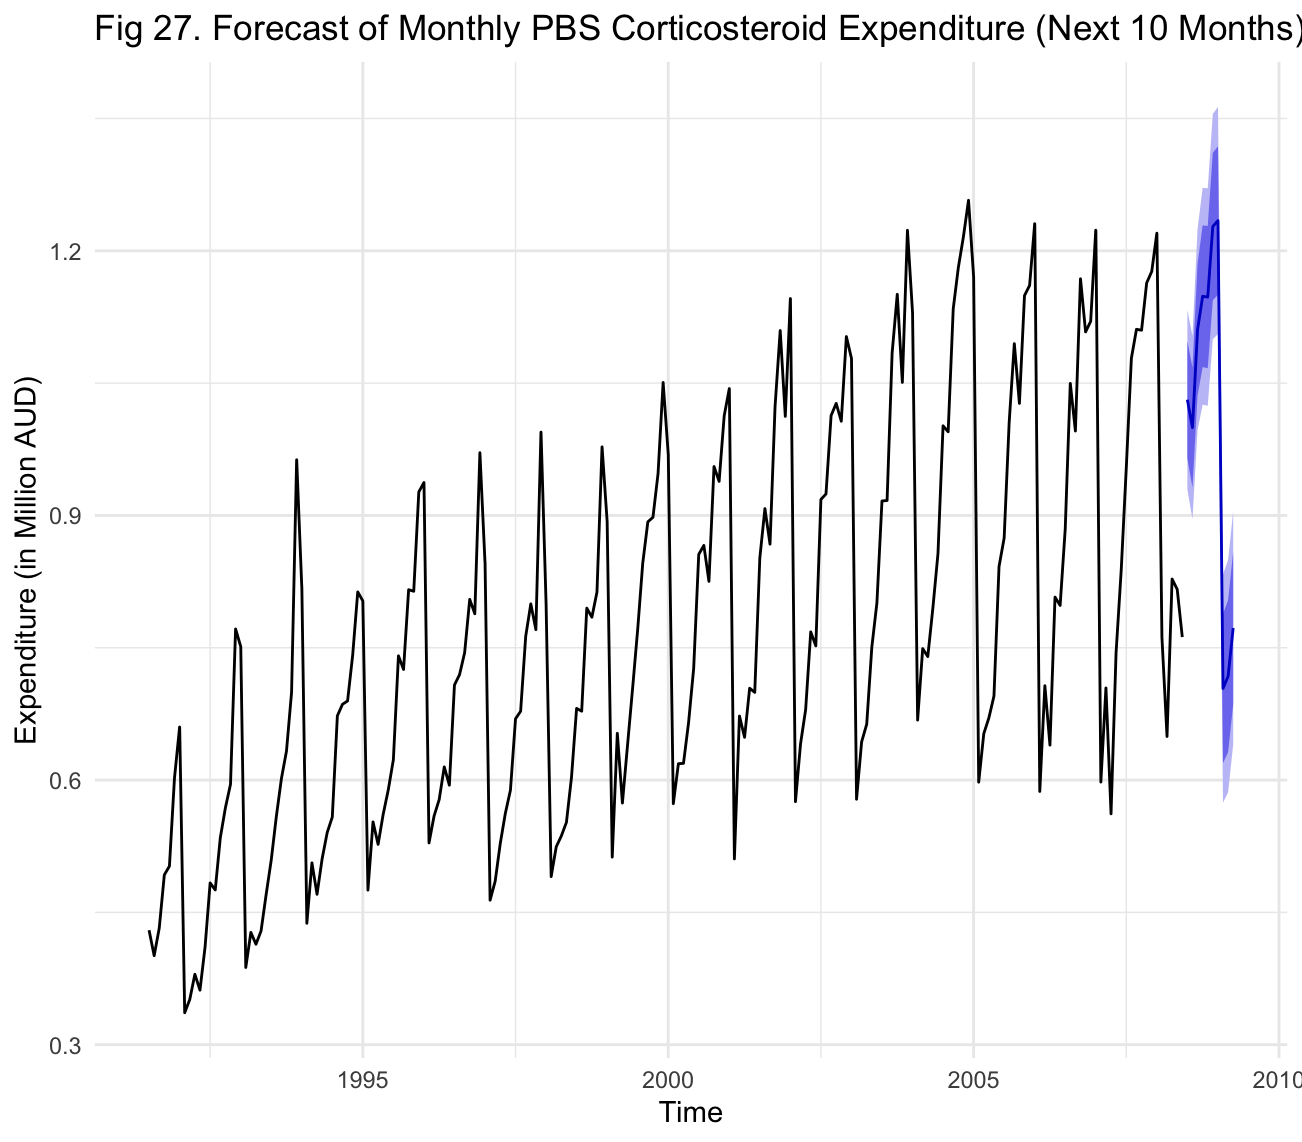 Fig 27. Forecast of Monthly PBS Corticosteroid Expenditure (Next 10 Months)
Expenditure (in Million AUD)
1.2
0.9
0.6
0.3
1995
2000
2005
2010
Time